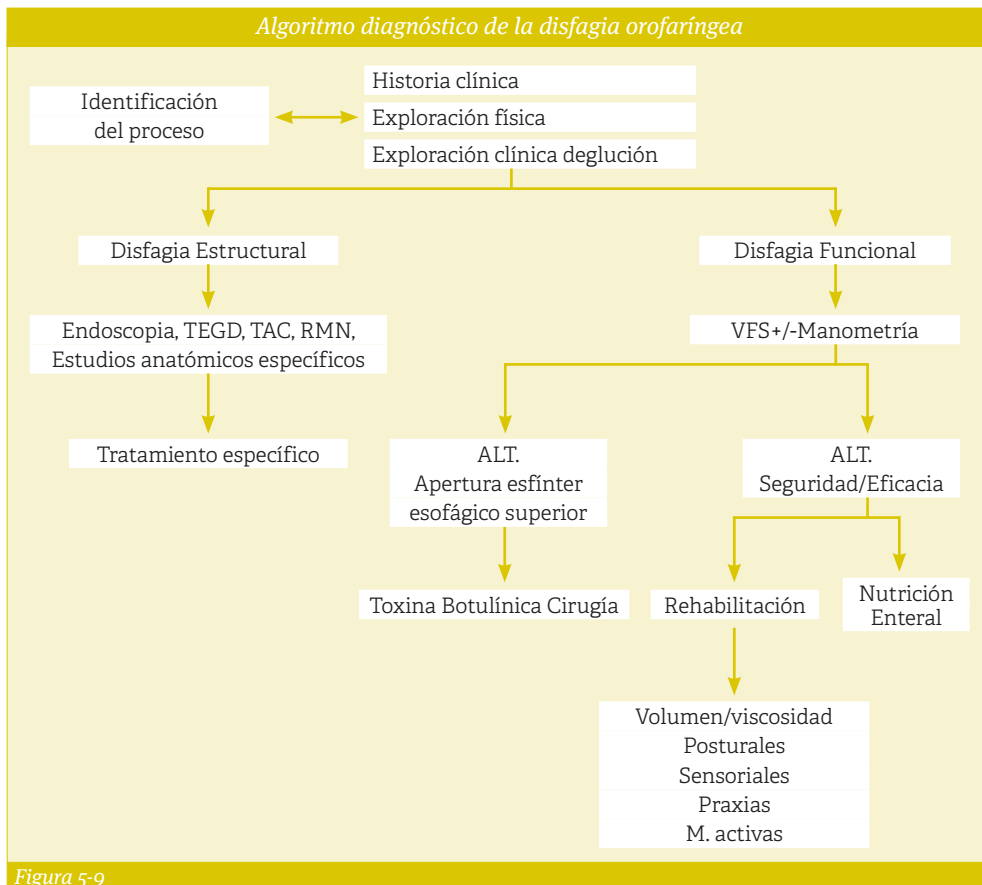 Algoritmo diagnóstico de la disfagia orofaríngea
Identificación
del proceso
Historia clínica
Exploración física
Exploración clínica deglución
Disfagia Estructural
Disfagia Funcional
Endoscopia, TEGD, TAC, RMN,
Estudios anatómicos específicos
VFS+/-Manometría
Tratamiento específico
ALT.
Apertura esfínter
esofágico superior
ALT.
Seguridad/Eficacia
Toxina Botulínica Cirugía
Rehabilitación
Nutrición
Enteral
Volumen/viscosidad
Posturales
Sensoriales
Praxias
M. activas
Figura 5-9